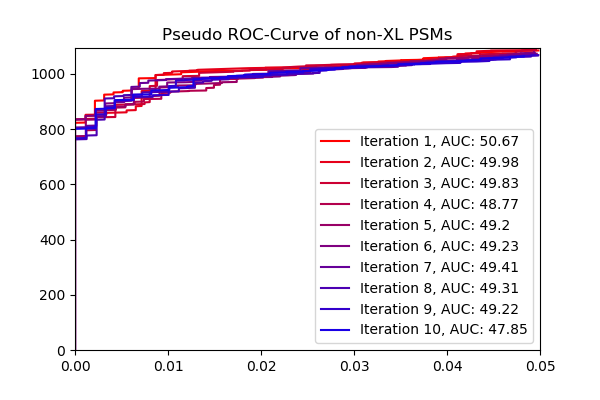 Pseudo ROC-Curve of non-XL PSMs
1000
800
600
400
200
0
Iteration 1, AUC: 50.67
Iteration 2, AUC: 49.98
Iteration 3, AUC: 49.83
Iteration 4, AUC: 48.77
Iteration 5, AUC: 49.2
Iteration 6, AUC: 49.23
Iteration 7, AUC: 49.41
Iteration 8, AUC: 49.31
Iteration 9, AUC: 49.22
Iteration 10, AUC: 47.85
0.00 0.01 0.02 0.03 0.04 0.05